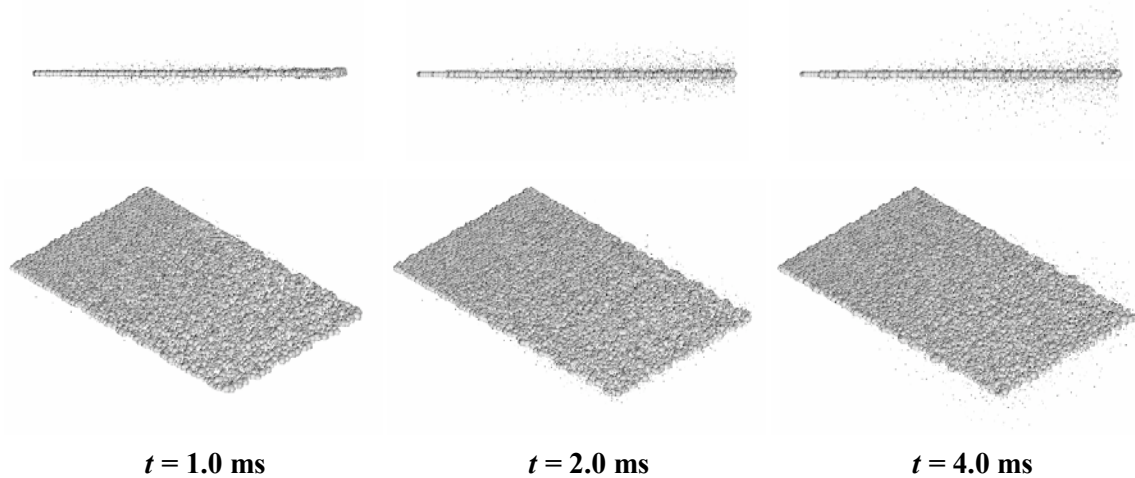 t = 1.0 ms t = 2.0 ms t = 4.0 ms